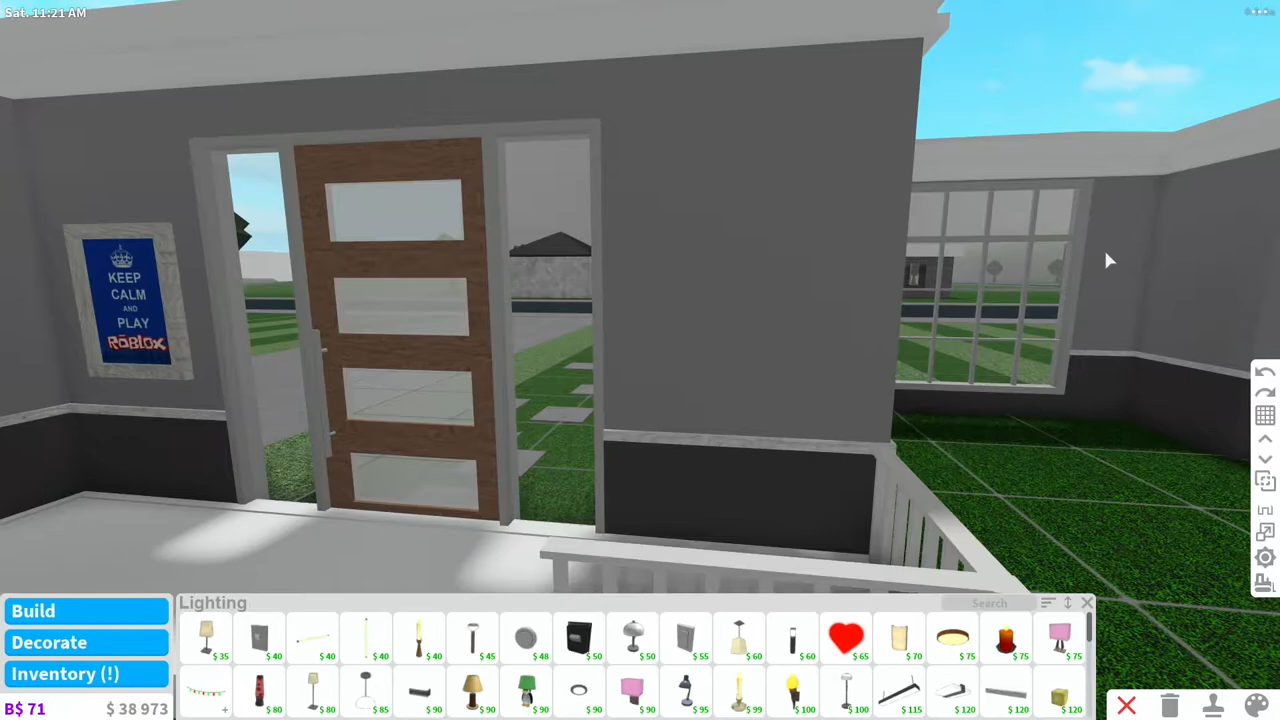 Sat. 11:21 AM
KEEP
CALM
AND
PLAY
ROBLOX
Lighting
Search
$ 35
$ 40
$ 40
$ 40
$ 40
$ 45
$ 48
$ 50
$ 50
$ 55
$ 60
$ 60
$ 65
$ 70
$ 75
$ 75
$ 75
+
$ 80
$ 80
$ 80
$ 90
$ 90
$ 90
$ 90
$ 90
$ 90
$ 99
$ 100
$ 100
$ 115
$ 120
$ 120
$ 120
Build
Decorate
Inventory (!)
B$ 71
$ 38 973